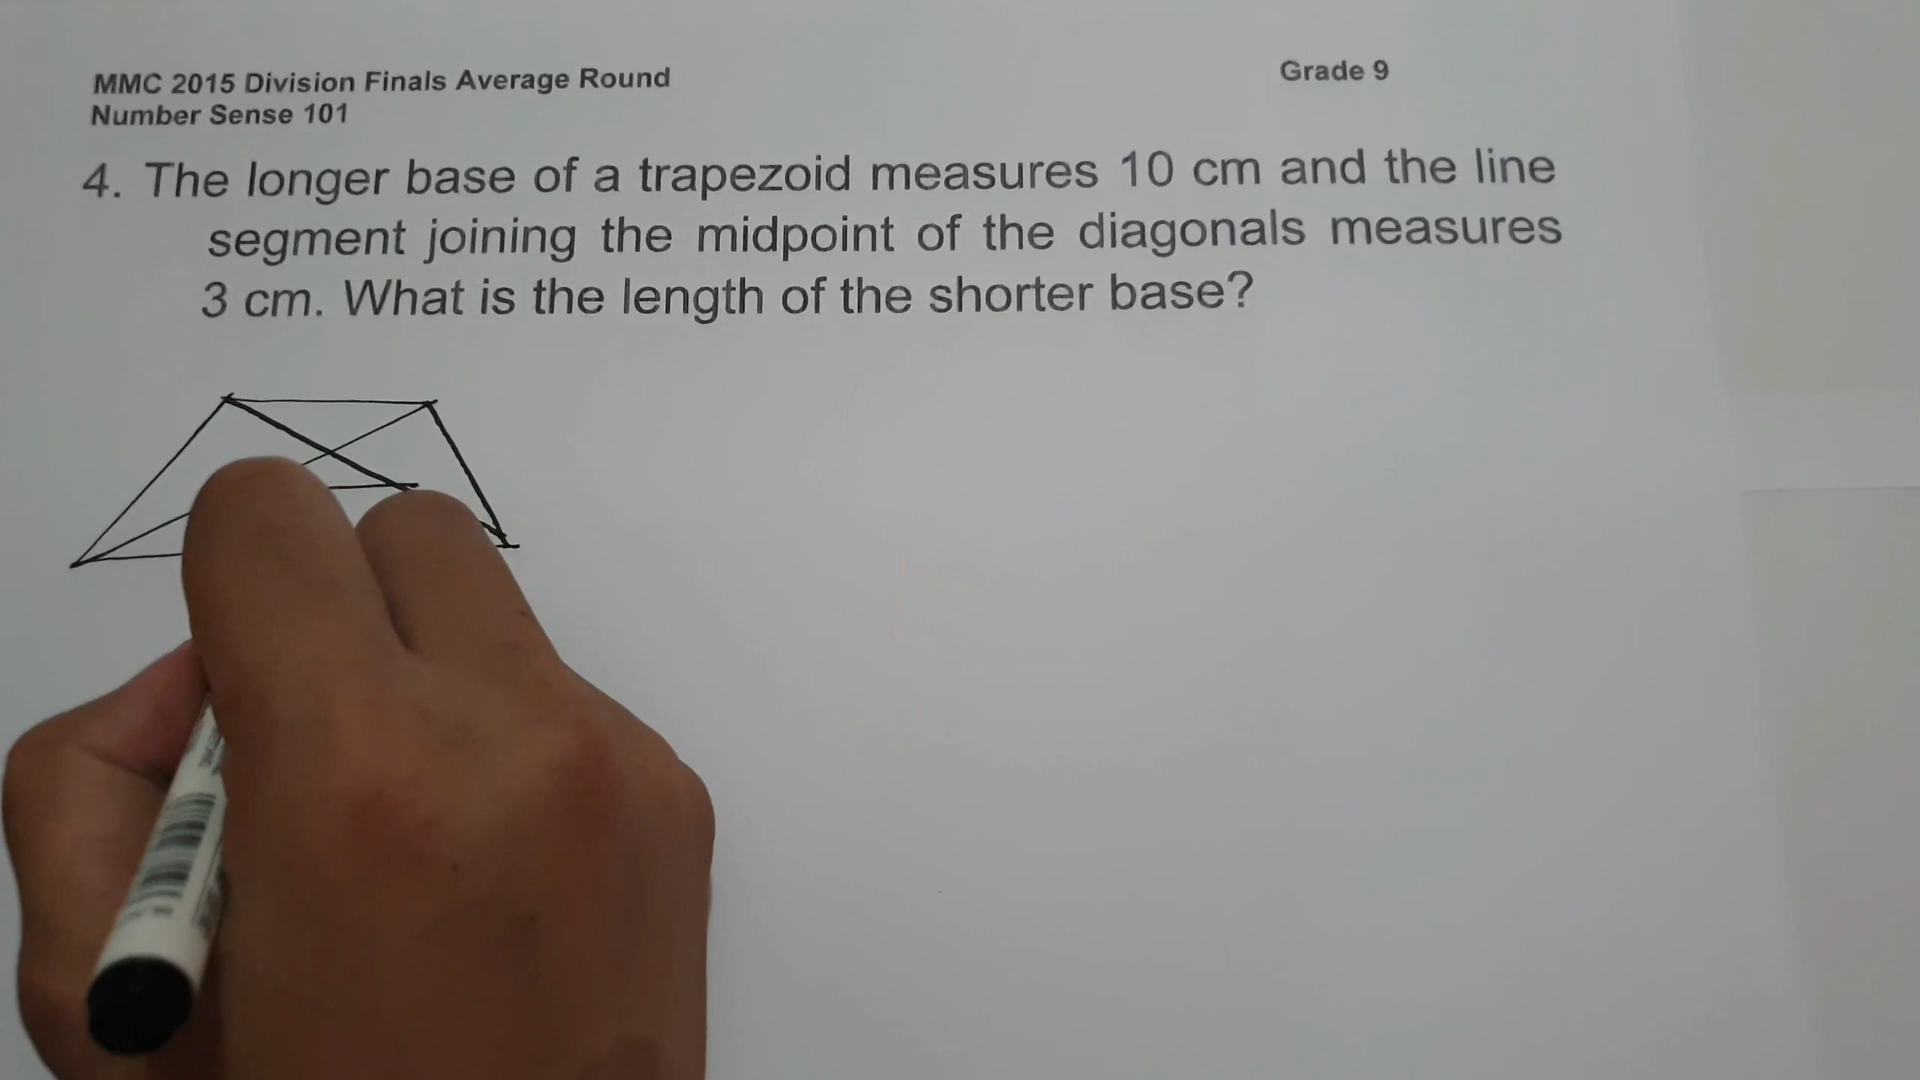 MMC 2015 Division Finals Average Round
Grade 9
Number Sense 101
4. The longer base of a trapezoid measures 10 cm and the line
segment joining the midpoint of the diagonals measures
3 cm. What is the length of the shorter base?